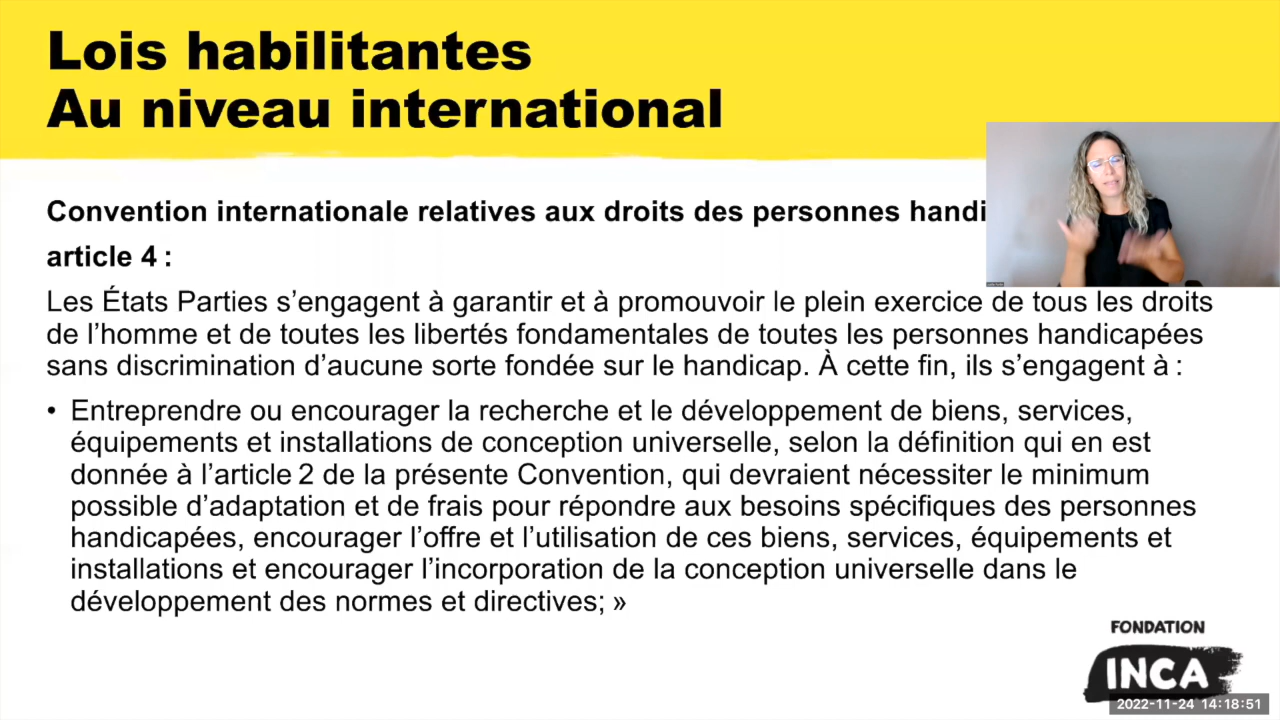 Lois habilitantes
Au niveau international
Convention internationale relatives aux droits des personnes
article 4 :
Les États Parties s’engagent à garantir et à promouvoir le plein exercice de tous les droits
de l’homme et de toutes les libertés fondamentales de toutes les personnes handicapées
sans discrimination d’aucune sorte fondée sur le handicap. À cette fin, ils s’engagent à :
• Entreprendre ou encourager la recherche et le développement de biens, services,
équipements et installations de conception universelle, selon la définition qui en est
donnée à l’article 2 de la présente Convention, qui devraient nécessiter le minimum
possible d’adaptation et de frais pour répondre aux besoins spécifiques des personnes
handicapées, encourager l’offre et l’utilisation de ces biens, services, équipements et
installations et encourager l’incorporation de la conception universelle dans le
développement des normes et directives; »
FONDATION
INCA
2022-11-24 14:18:51